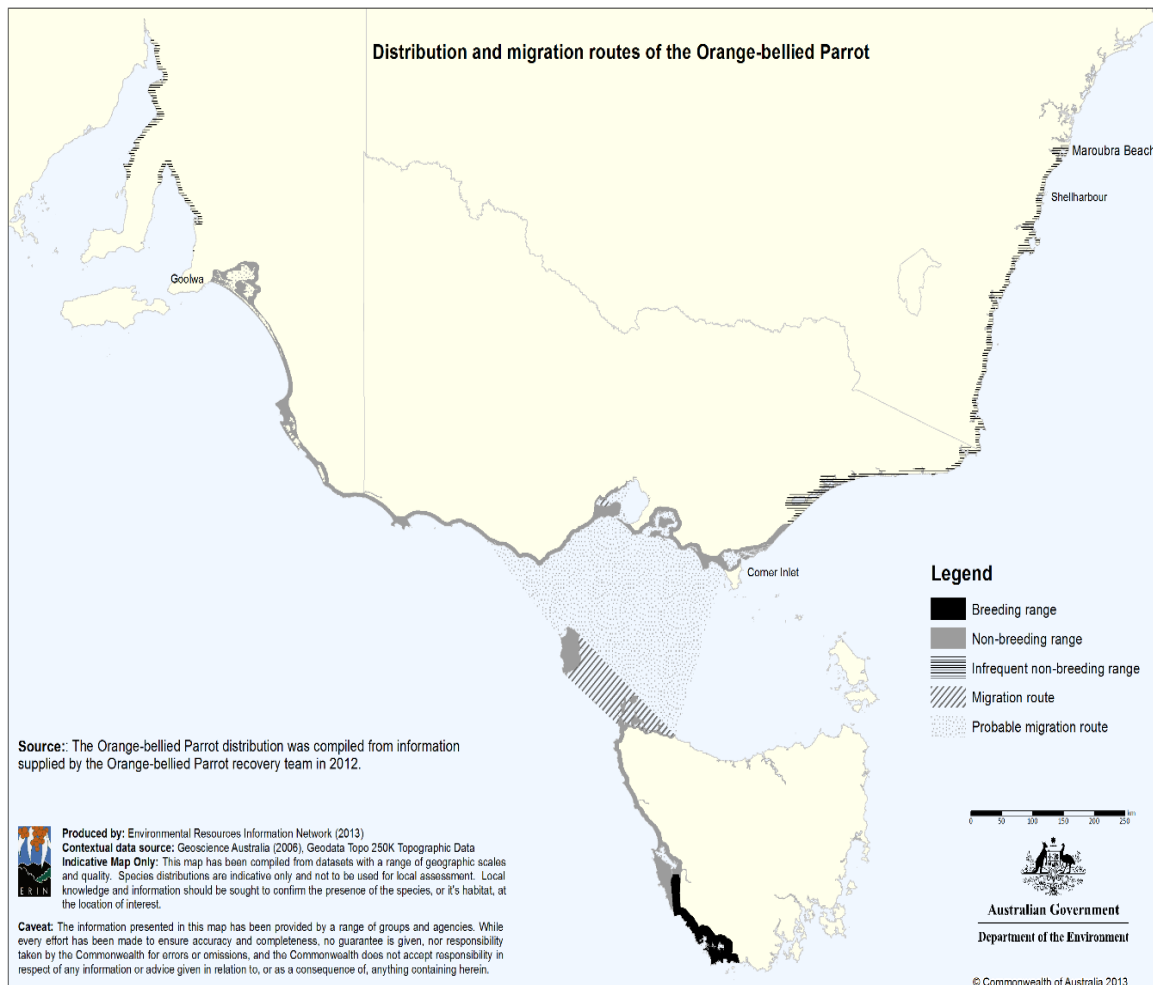 Distribution and migration routes of the Orange-bellied Parrot
Maroubra Beach
Shellharbour
Goolwa
Corner Inlet
Legend
Breeding range
Non-breeding range
Infrequent non-breeding range
Migration route
Probable migration route
Source:: The Orange-bellied Parrot distribution was compiled from information
supplied by the Orange-bellied Parrot recovery team in 2012.
km
0 50 100 150 200 250
ERIN
Produced by: Environmental Resources Information Network (2013)
Contextual data source: Geoscience Australia (2006), Geodata Topo 250K Topographic Data
Indicative Map Only: This map has been compiled from datasets with a range of geographic scales
and quality. Species distributions are indicative only and not to be used for local assessment. Local
knowledge and information should be sought to confirm the presence of the species, or it's habitat, at
the location of interest.
Caveat: The information presented in this map has been provided by a range of groups and agencies. While
every effort has been made to ensure accuracy and completeness, no guarantee is given, nor responsibility
taken by the Commonwealth for errors or omissions, and the Commonwealth does not accept responsibility in
respect of any information or advice given in relation to, or as a consequence of, anything containing herein.
Australian Government
Department of the Environment
© Commonwealth of Australia 2013